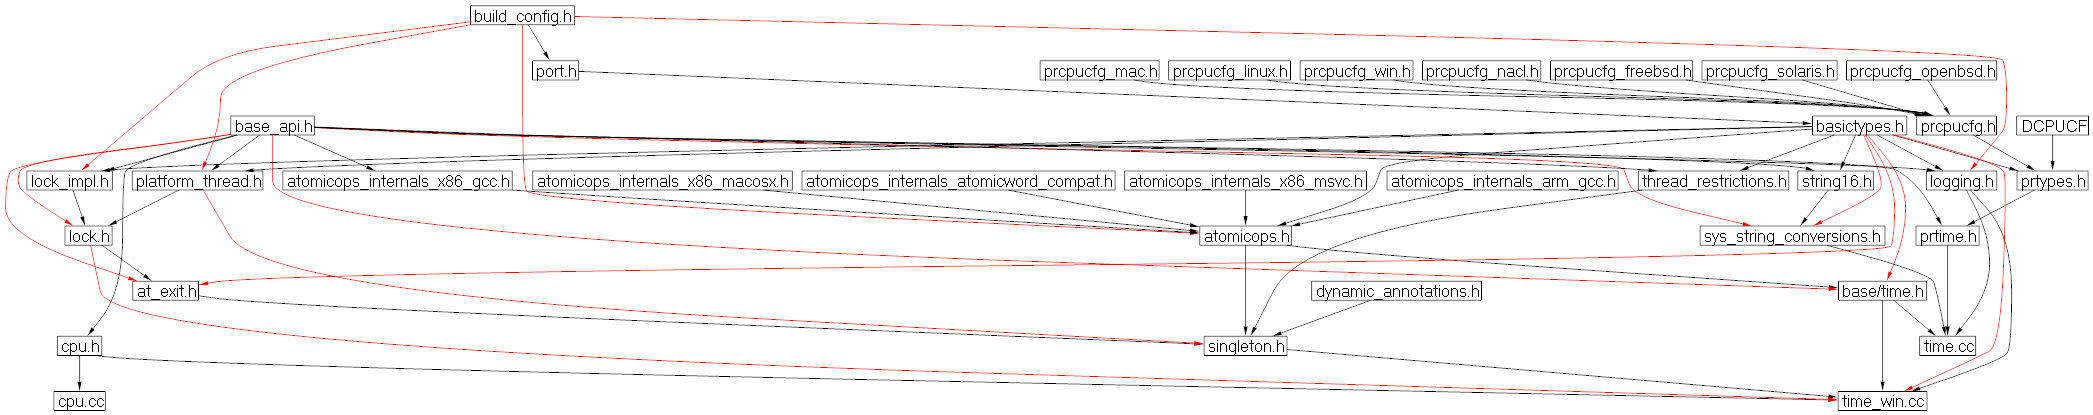 build_config.h
port.h
prcpucfg_mac.h
prcpucfg_linux.h
prcpucfg_win.h
prcpucfg_nacl.h
prcpucfg_freebsd.h
prcpucfg_solaris.h
prcpucfg_openbsd.h
base_api.h
basictypes.h
prcpucfg.h
DCPUCF
lock_impl.h
platform_thread.h
atomicops_internals_x86_gcc.h
atomicops_internals_x86_macosx.h
atomicops_internals_atomicword_compat.h
atomicops_internals_x86_msvc.h
atomicops_internals_arm_gcc.h
thread_restrictions.h
string16.h
logging.h
prtypes.h
lock.h
atomicops.h
sys_string_conversions.h
prtime.h
at_exit.h
dynamic_annotations.h
base/time.h
cpu.h
singleton.h
time.cc
cpu.cc
time_win.cc